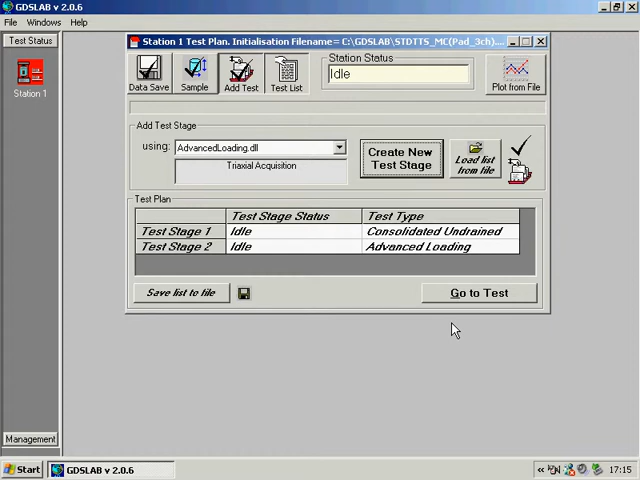 GDSLAB v 2.0.6
File Windows Help
Test Status
Station 1
Station 1 Test Plan. Initialisation Filename= C:\GDSLAB\STDTTS_MC(Pad_3ch)....
Data Save
Sample
Add Test
Test List
Station Status
Idle
Plot from File
Add Test Stage
using:
AdvancedLoading.dll
Triaxial Acquisition
Create New
Test Stage
Load list
from file
Test Plan
Test Stage Status Test Type
Test Stage 1 Idle Consolidated Undrained
Test Stage 2 Idle Advanced Loading
Save list to file
Go to Test
Management
Start
GDSLAB v 2.0.6
«
17:15